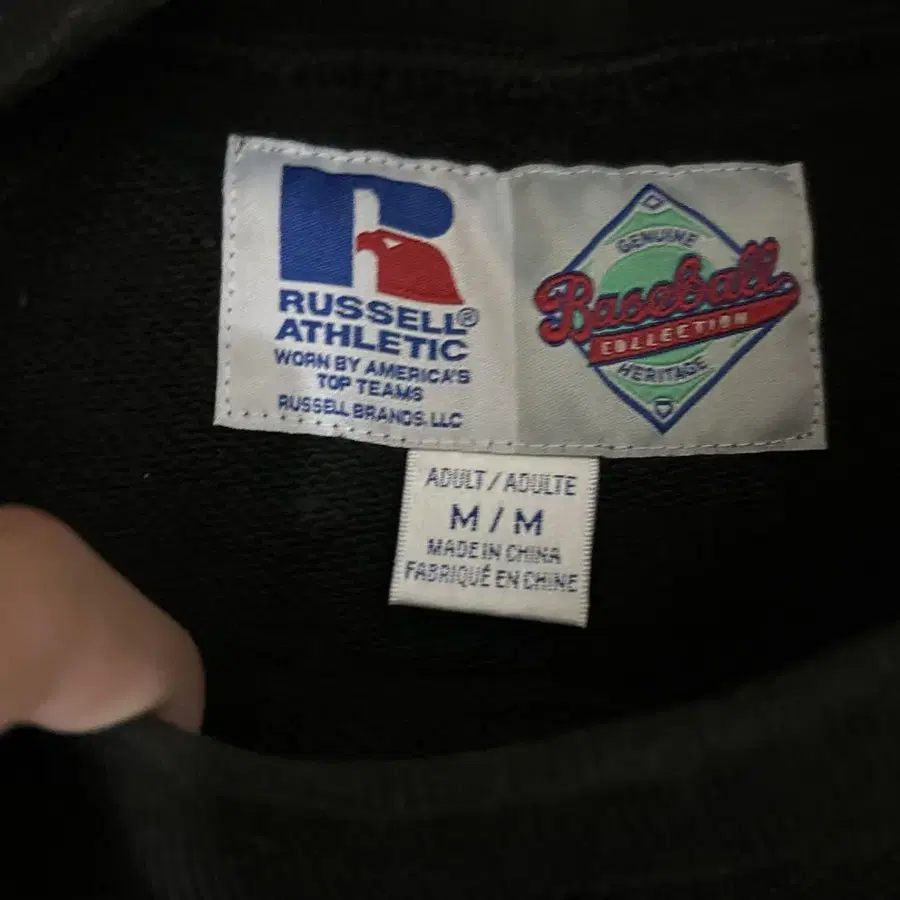 RUSSELL®
ATHLETIC
WORN BY AMERICA'S
TOP TEAMS
RUSSELL BRANDS, LLC
GENUINE
Baseball
COLLECTION
HERITAGE
ADULT / ADULTE
M / M
MADE IN CHINA
FABRIQUÉ EN CHINE